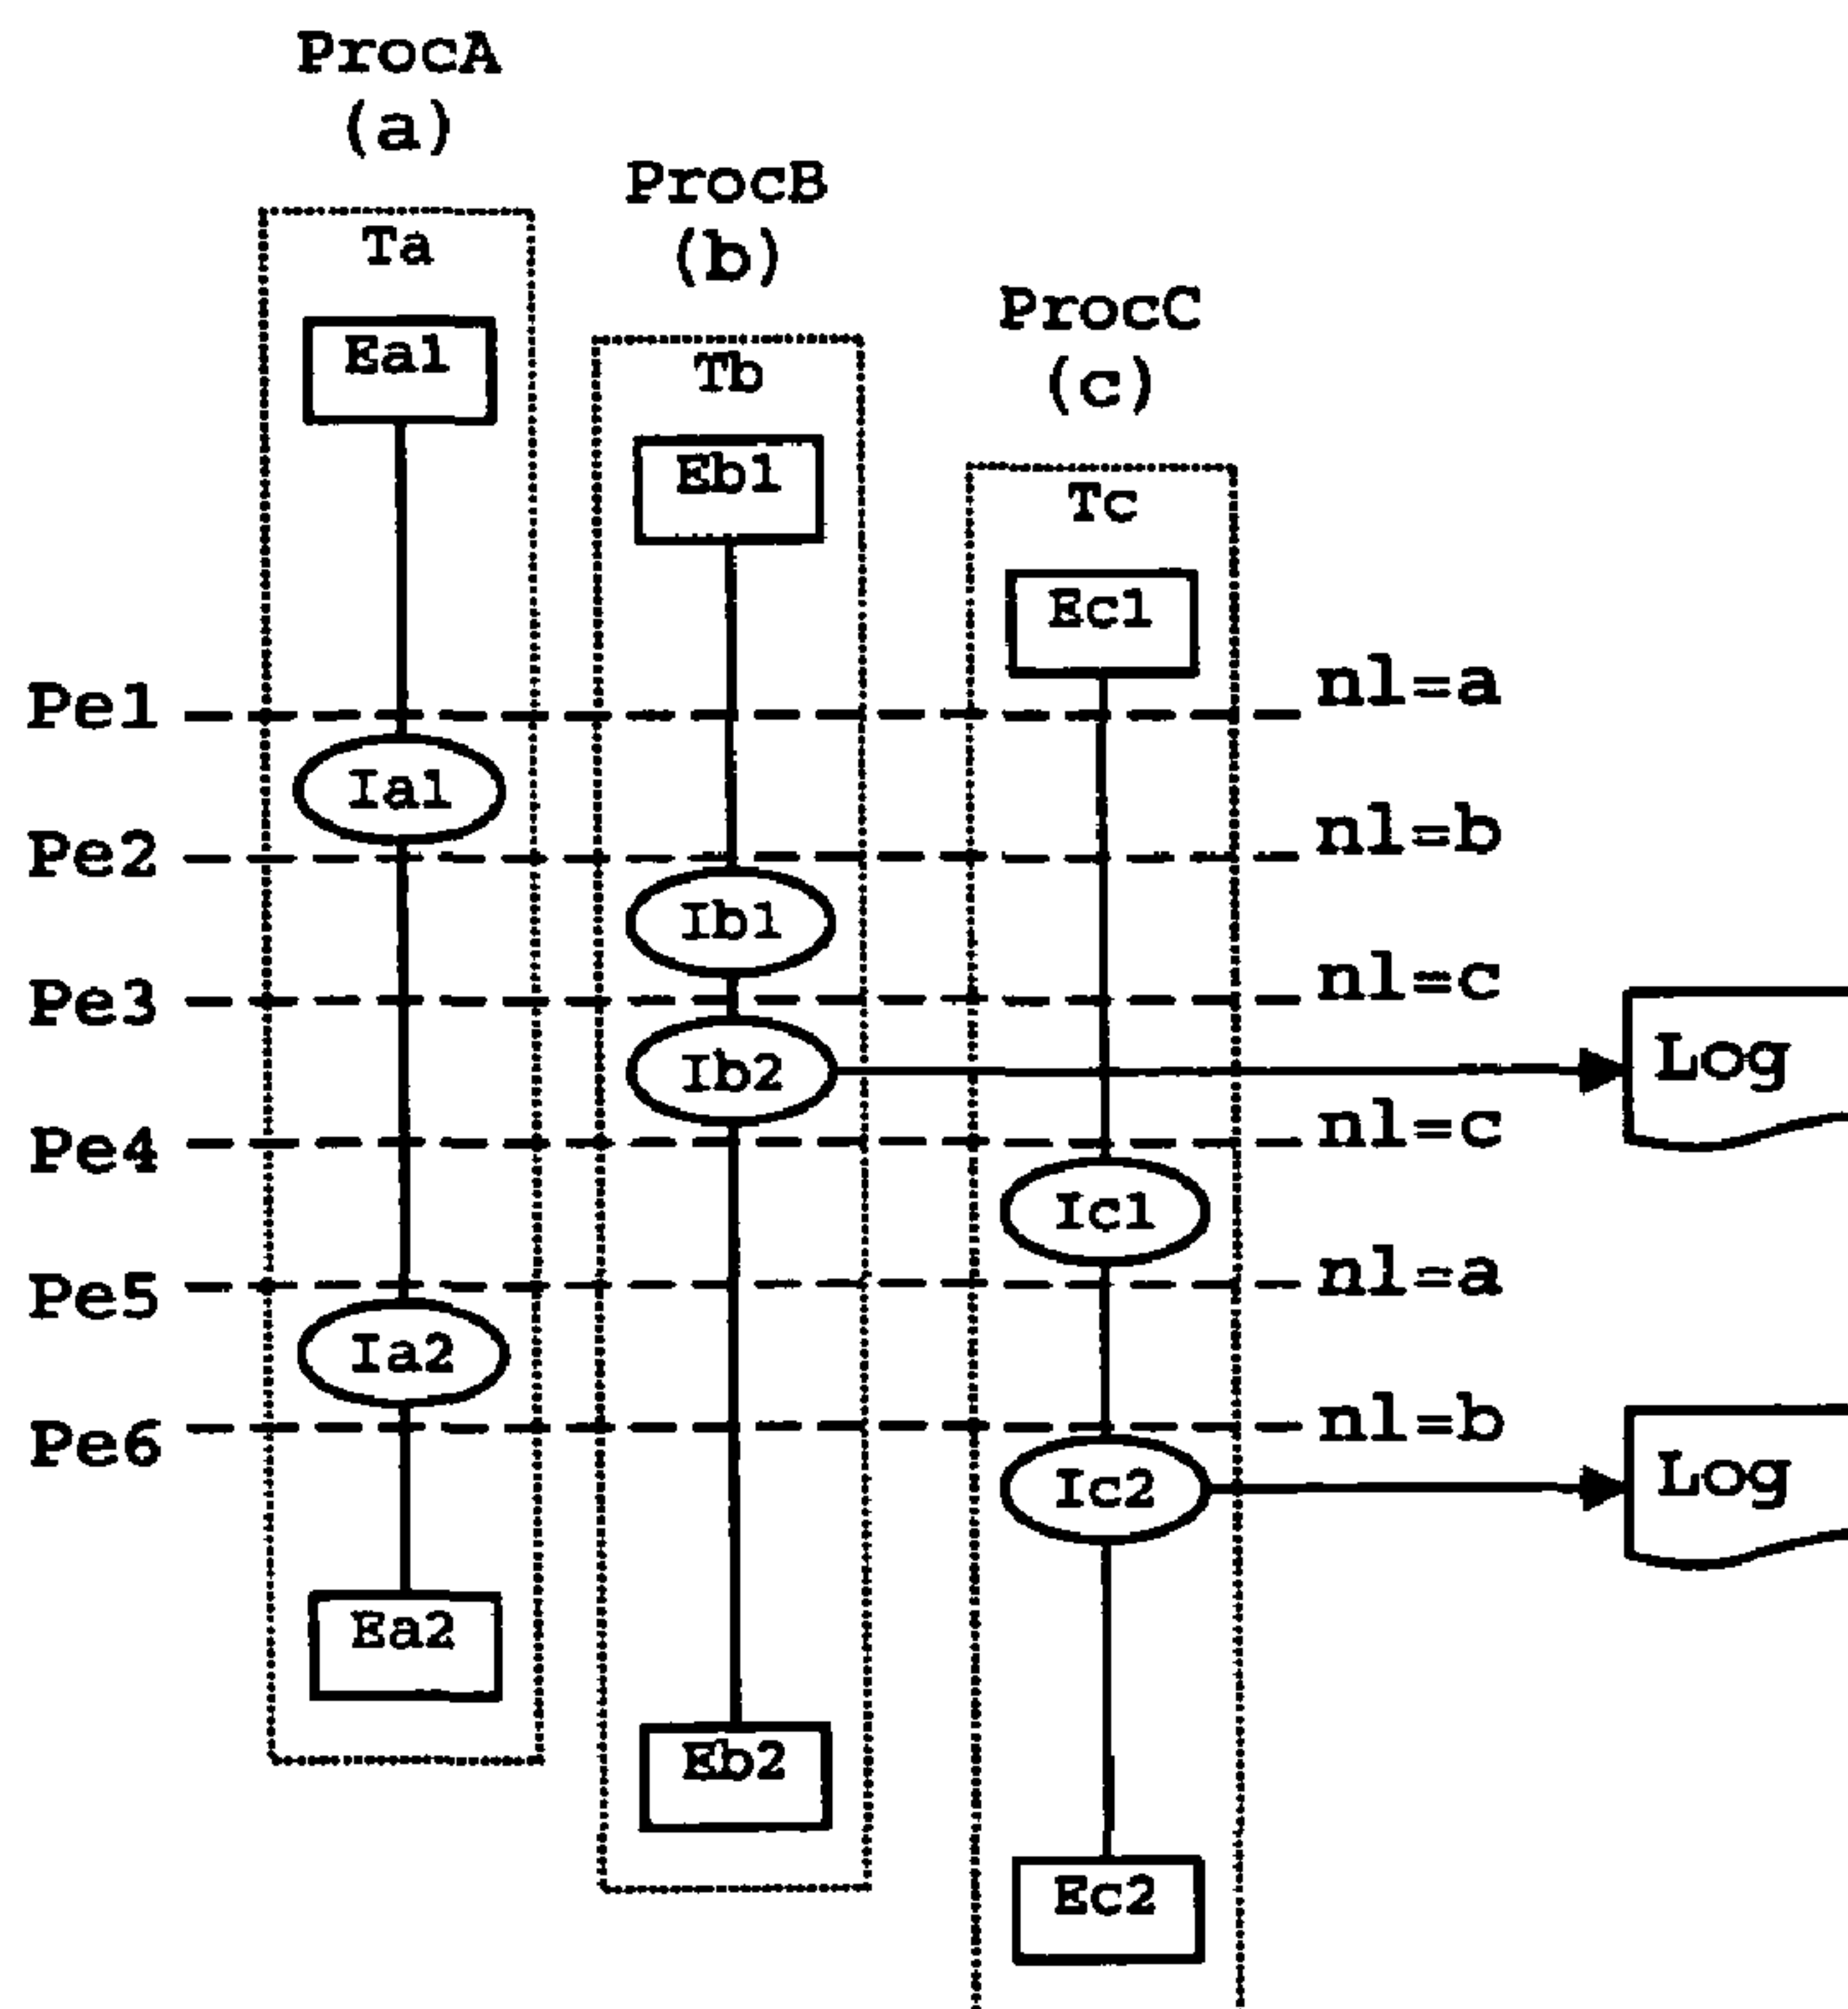 ProcA
(a)
ProcB
(b)
Ta
ProcC
(c)
Ea1
Tb
Eb1
Tc
Ec1
Pe1
nl=a
Ia1
Pe2
nl=b
Ib1
Pe3
nl=c
Ib2
Log
Pe4
nl=c
Ic1
Pe5
nl=a
Ia2
Pe6
nl=b
Ic2
Log
Ea2
Eb2
Ec2